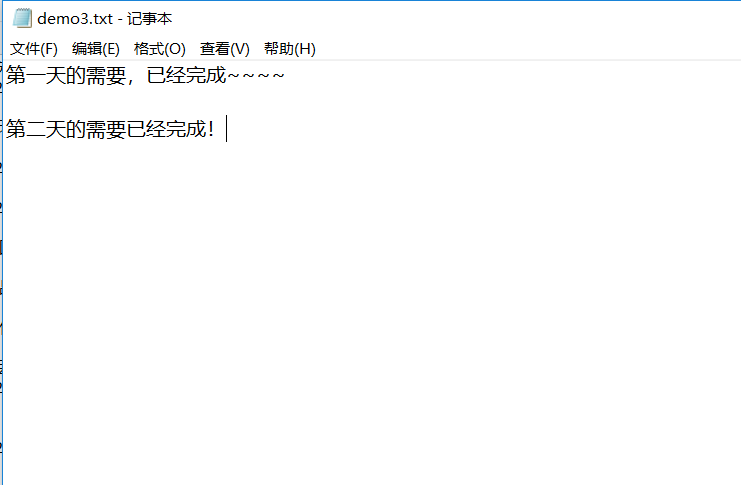 demo3.txt - 记事本
文件(F) 编辑(E) 格式(O) 查看(V) 帮助(H)
第一天的需要，已经完成~~~~
第二天的需要已经完成！